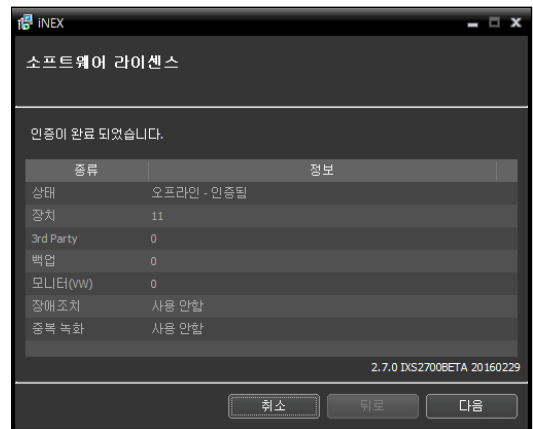 iNEX
소프트웨어 라이센스
인증이 완료 되었습니다.
종류 정보
상태 오프라인 - 인증됨
장치 11
3rd Party 0
백업 0
모니터(VW) 0
장애조치 사용 안함
중복 녹화 사용 안함
2.7.0 IXS2700BETA 20160229
취소 뒤로 다음